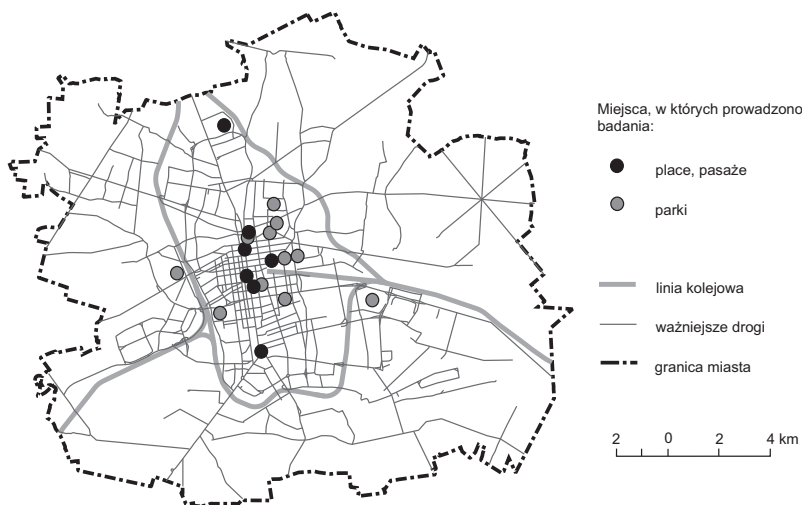 Miejsca, w których prowadzono
badania:
place, pasaże
parki
linia kolejowa
ważniejsze drogi
granica miasta
2 0 2 4 km